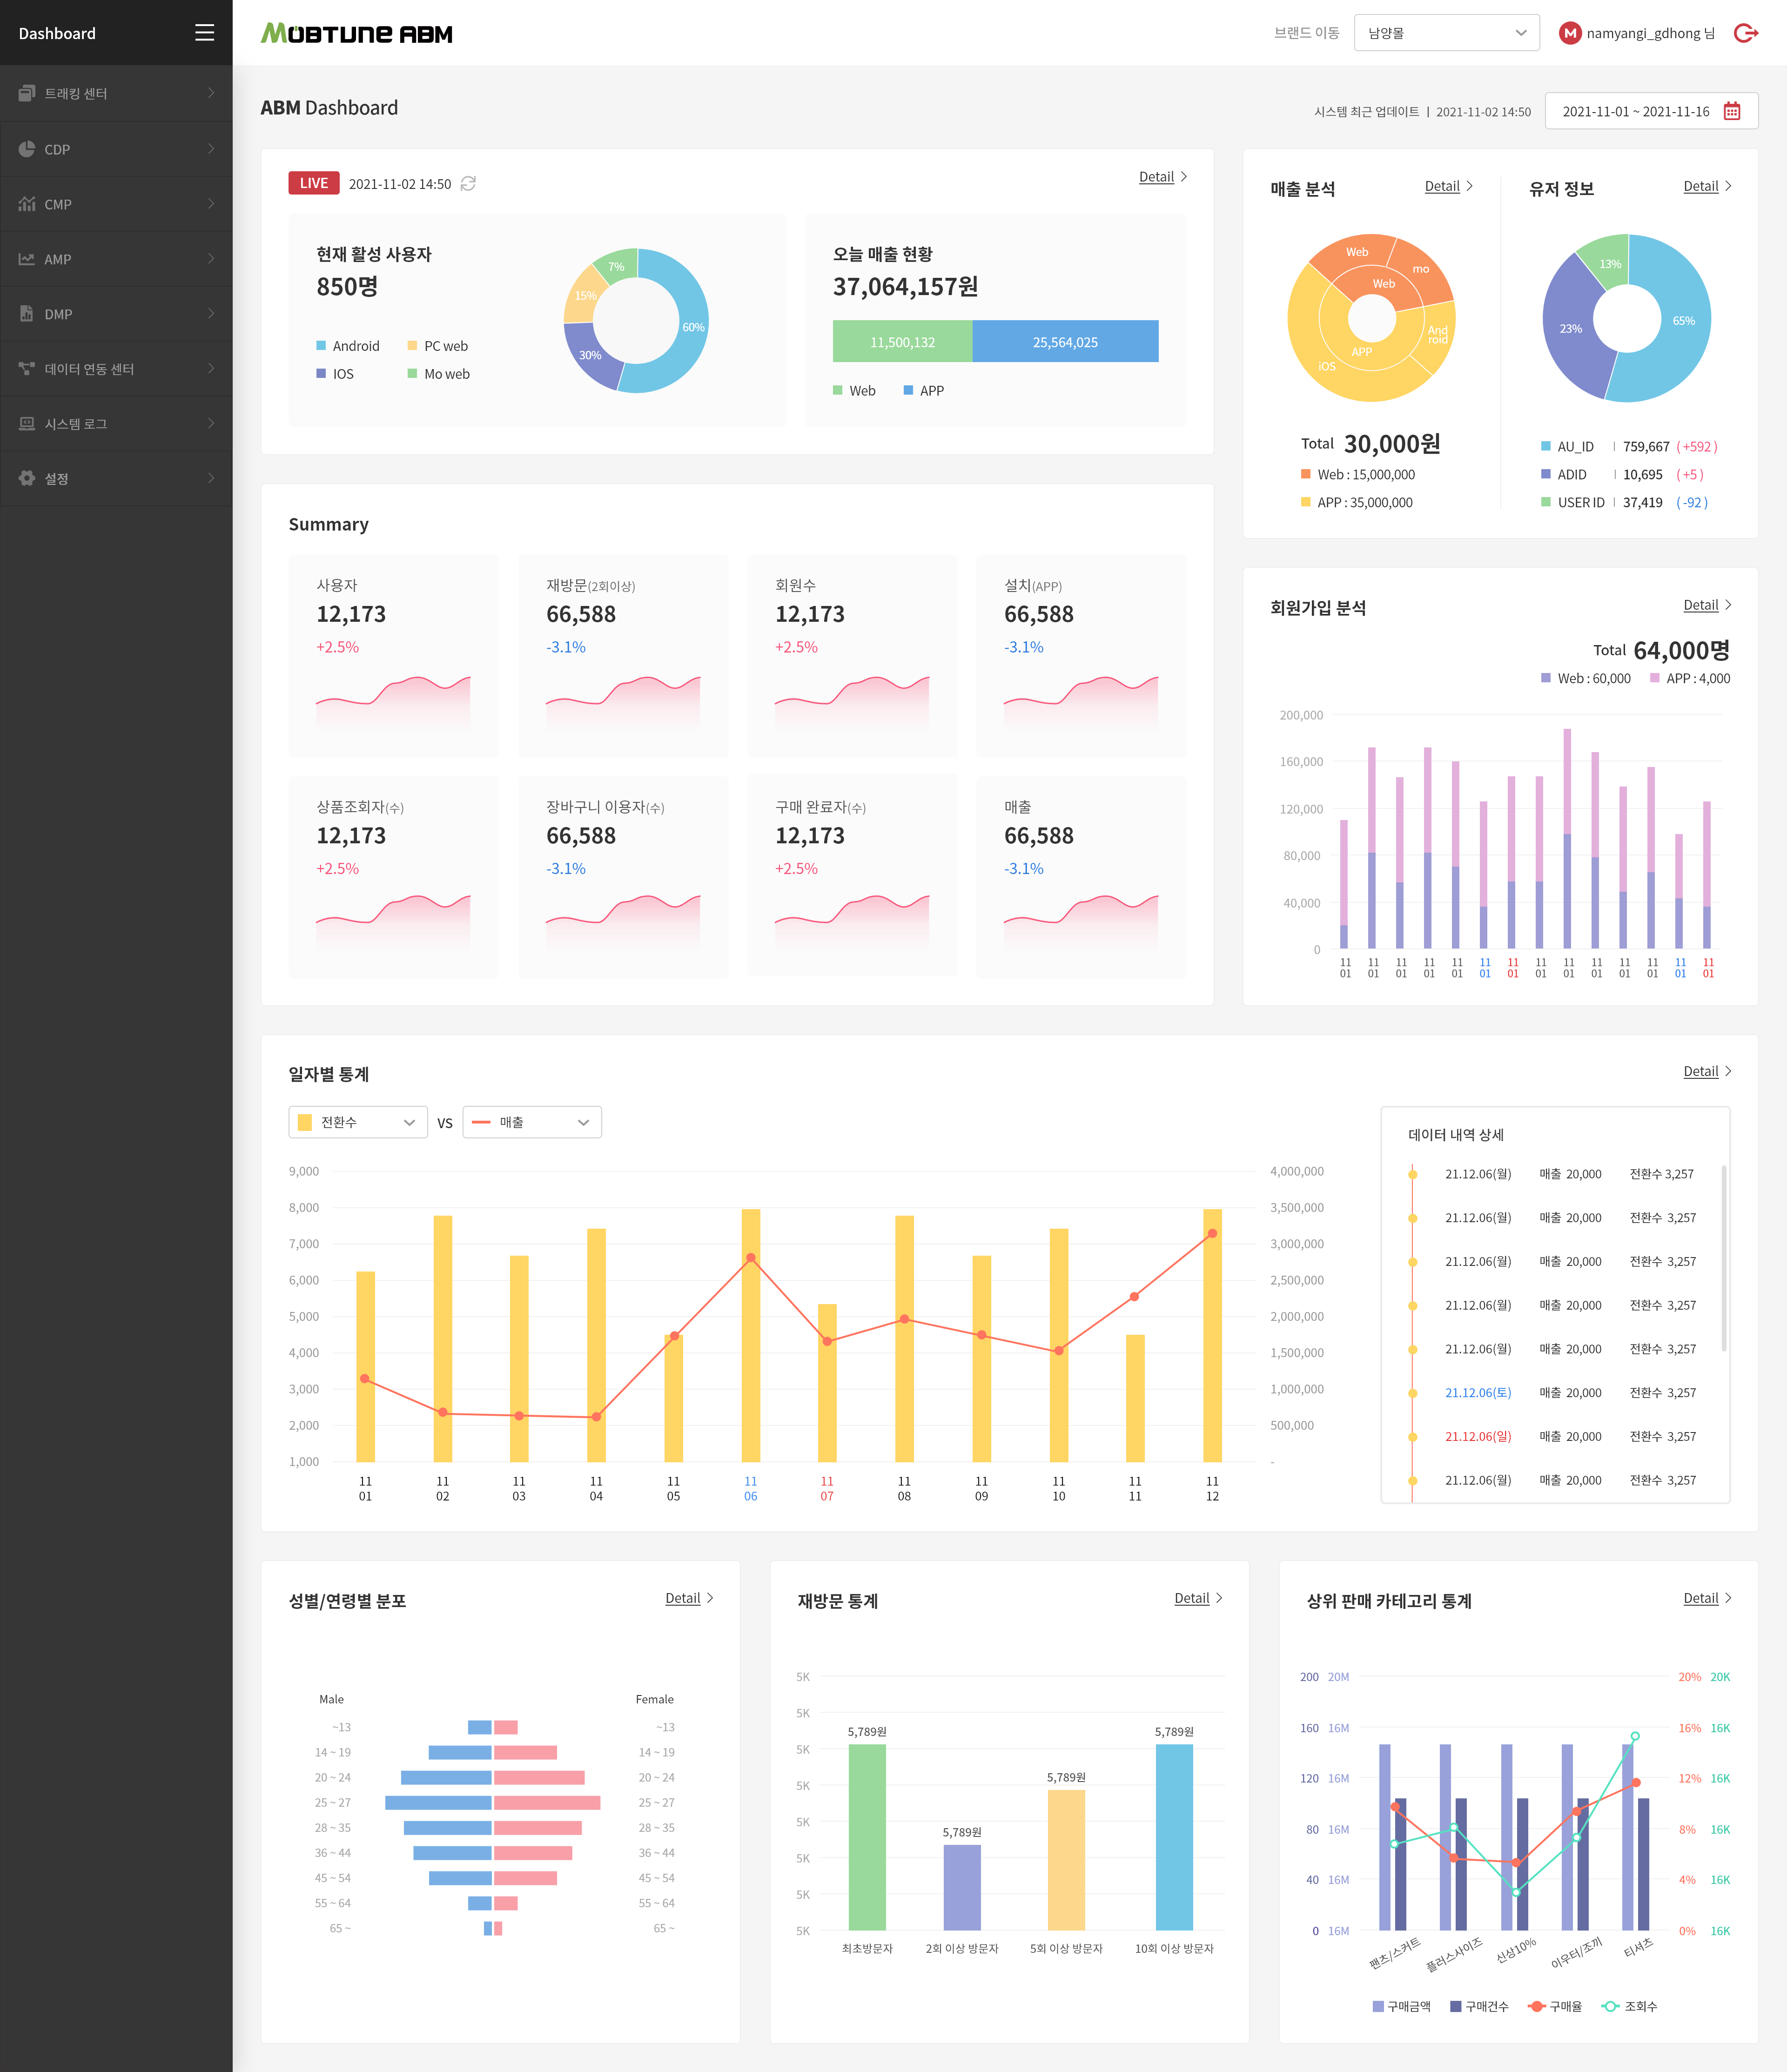 Dashboard
MOBTUNE ABM
브랜드 이동
남양몰
M
namyangi_gdhong 님
트래킹 센터
CDP
CMP
AMP
DMP
데이터 연동 센터
시스템 로그
설정
ABM Dashboard
시스템 최근 업데이트 | 2021-11-02 14:50
2021-11-01 ~ 2021-11-16
LIVE 2021-11-02 14:50
Detail
현재 활성 사용자
850명
Android
PC web
IOS
Mo web
7%
15%
60%
30%
오늘 매출 현황
37,064,157원
11,500,132
25,564,025
Web
APP
매출 분석
Detail
Web
mo
Web
And
roid
APP
iOS
Total 30,000원
Web : 15,000,000
APP : 35,000,000
유저 정보
Detail
13%
65%
23%
AU_ID | 759,667 ( +592 )
ADID | 10,695 ( +5 )
USER ID | 37,419 ( -92 )
Summary
사용자
12,173
+2.5%
재방문(2회이상)
66,588
-3.1%
회원수
12,173
+2.5%
설치(APP)
66,588
-3.1%
상품조회자(수)
12,173
+2.5%
장바구니 이용자(수)
66,588
-3.1%
구매 완료자(수)
12,173
+2.5%
매출
66,588
-3.1%
회원가입 분석
Detail
Total 64,000명
Web : 60,000
APP : 4,000
200,000
160,000
120,000
80,000
40,000
0
11 11 11 11 11 11 11 11 11 11 11 11 11 11
01 01 01 01 01 01 01 01 01 01 01 01 01 01
일자별 통계
Detail
전환수
VS
매출
9,000
8,000
7,000
6,000
5,000
4,000
3,000
2,000
1,000
4,000,000
3,500,000
3,000,000
2,500,000
2,000,000
1,500,000
1,000,000
500,000
-
11 11 11 11 11 11 11 11 11 11 11 11
01 02 03 04 05 06 07 08 09 10 11 12
데이터 내역 상세
21.12.06(월) 매출 20,000 전환수 3,257
21.12.06(월) 매출 20,000 전환수 3,257
21.12.06(월) 매출 20,000 전환수 3,257
21.12.06(월) 매출 20,000 전환수 3,257
21.12.06(월) 매출 20,000 전환수 3,257
21.12.06(토) 매출 20,000 전환수 3,257
21.12.06(일) 매출 20,000 전환수 3,257
21.12.06(월) 매출 20,000 전환수 3,257
성별/연령별 분포
Detail
Male
Female
~13 ~13
14 ~ 19 14 ~ 19
20 ~ 24 20 ~ 24
25 ~ 27 25 ~ 27
28 ~ 35 28 ~ 35
36 ~ 44 36 ~ 44
45 ~ 54 45 ~ 54
55 ~ 64 55 ~ 64
65 ~ 65 ~
재방문 통계
Detail
5K
5K
5K
5K
5K
5K
5K
5K
5,789원
5,789원
5,789원
5,789원
최초방문자
2회 이상 방문자
5회 이상 방문자
10회 이상 방문자
상위 판매 카테고리 통계
Detail
200 20M 20% 20K
160 16M 16% 16K
120 16M 12% 16K
80 16M 8% 16K
40 16M 4% 16K
0 16M 0% 16K
팬츠/스커트
플러스사이즈
신상10%
아우터/조끼
티셔츠
구매금액
구매건수
구매율
조회수